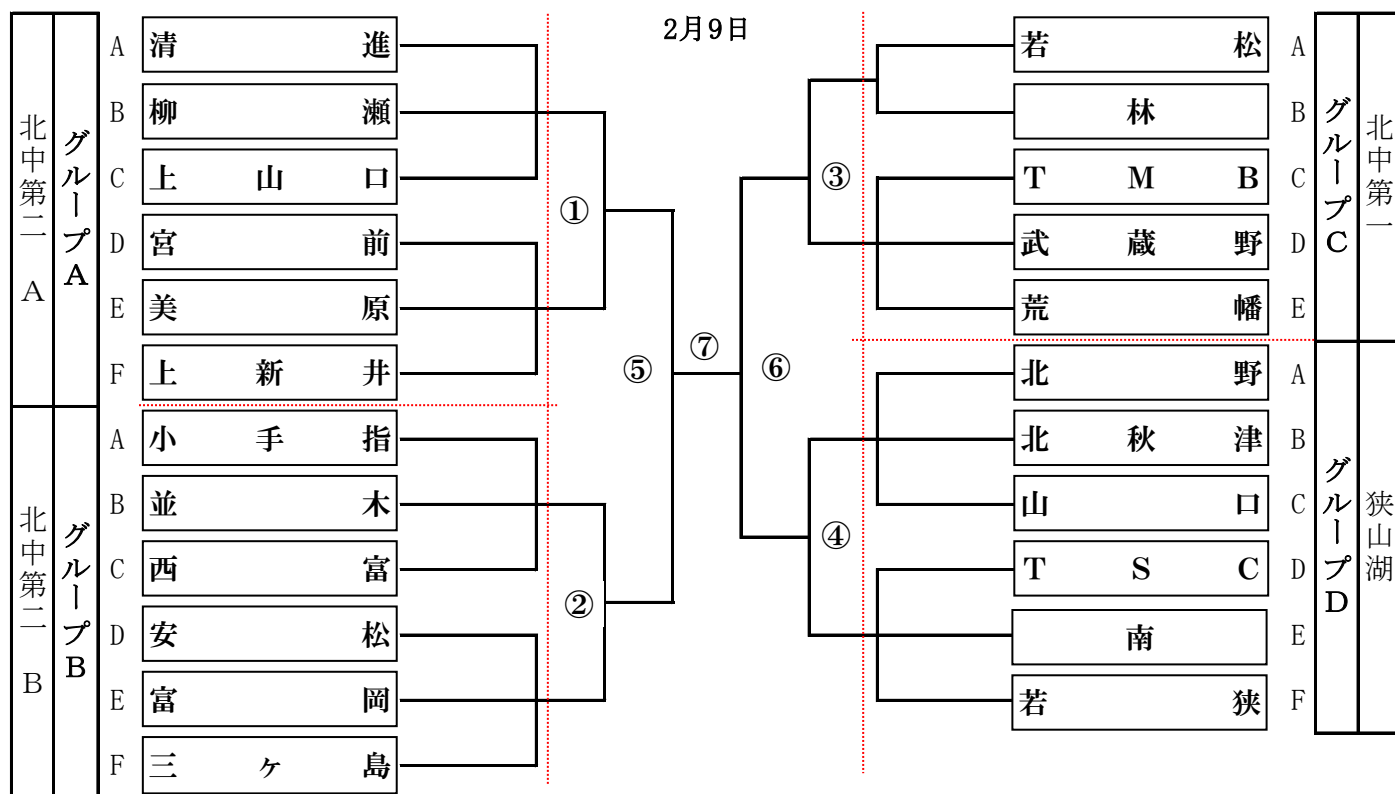 2月9日
北中第二 A
グループA
A 清進
B 柳瀬
C 上山口
D 宮前
E 美原
F 上新井
北中第二 B
グループB
A 小手指
B 並木
C 西富
D 安松
E 富岡
F 三ヶ島
①
②
⑤
⑦
⑥
③
④
若松 A
林 B
TMB C
武蔵野 D
荒幡 E
グループC
北中第一
北野 A
北秋津 B
山口 C
TSC D
南 E
若狭 F
グループD
狭山湖